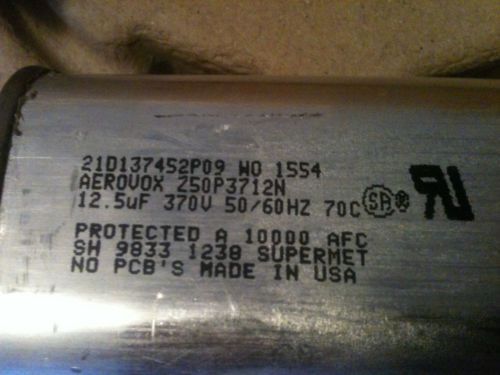 21D137452P09 WO 1554
AEROVOX Z50P3712N
12.5uF 370V 50/60HZ 70C SA ®
PROTECTED A 10000 AFC
SH 9833 1238 SUPERMET
NO PCB'S MADE IN USA